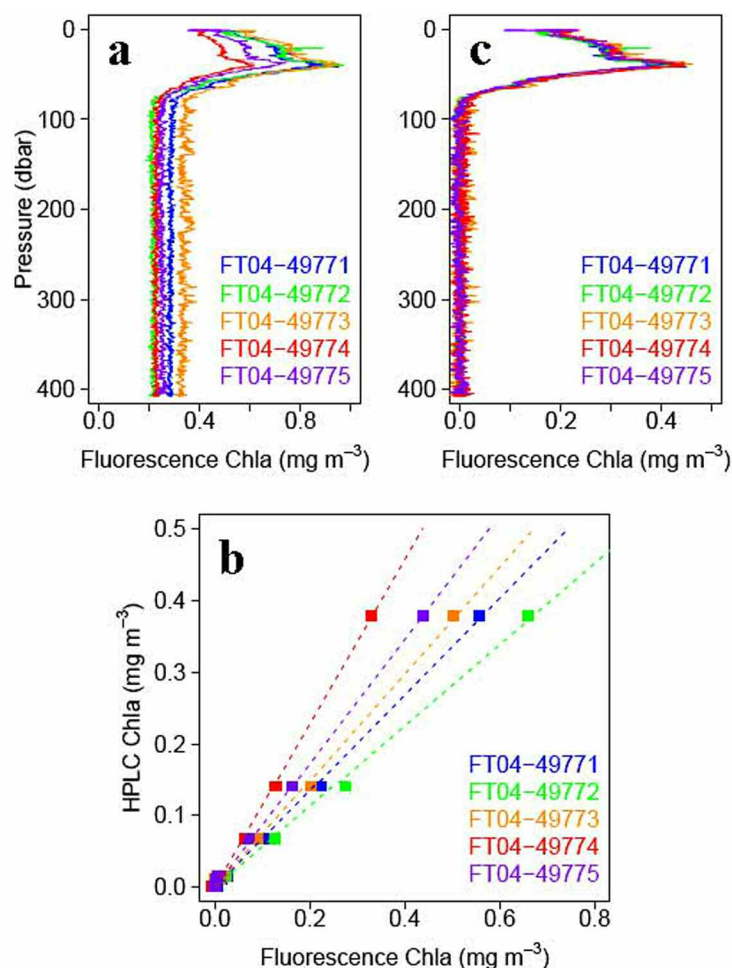 a
c
0
100
200
300
400
Pressure (dbar)
FT04−49771
FT04−49772
FT04−49773
FT04−49774
FT04−49775
0.0
0.4
0.8
Fluorescence Chla (mg m⁻³)
0
100
200
300
400
FT04−49771
FT04−49772
FT04−49773
FT04−49774
FT04−49775
0.0
0.2
0.4
Fluorescence Chla (mg m⁻³)
b
0.5
0.4
0.3
0.2
0.1
0.0
HPLC Chla (mg m⁻³)
FT04−49771
FT04−49772
FT04−49773
FT04−49774
FT04−49775
0.0
0.2
0.4
0.6
0.8
Fluorescence Chla (mg m⁻³)